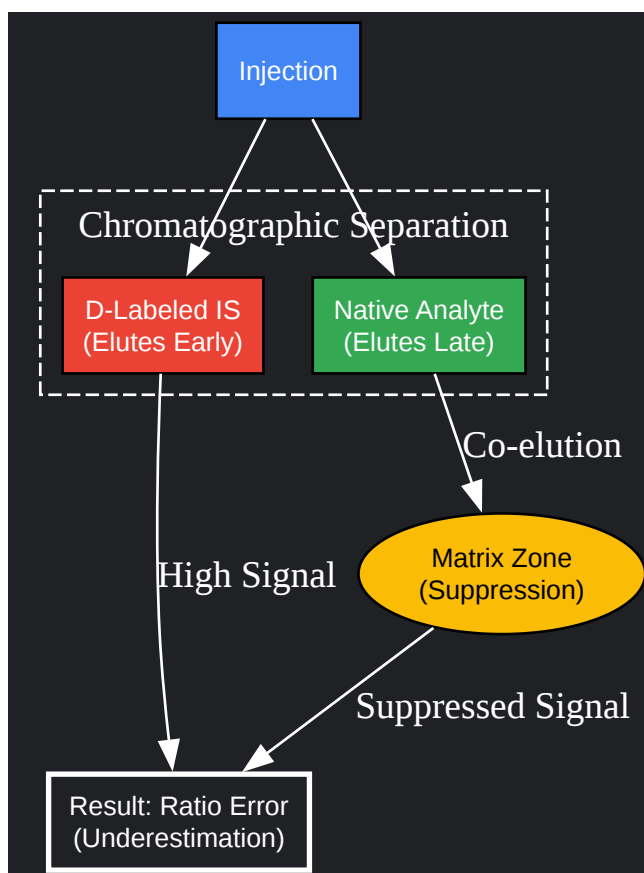 Injection
Chromatographic Separation
D-Labeled IS
(Elutes Early)
Native Analyte
(Elutes Late)
Co-elution
Matrix Zone
(Suppression)
High Signal
Suppressed Signal
Result: Ratio Error
(Underestimation)